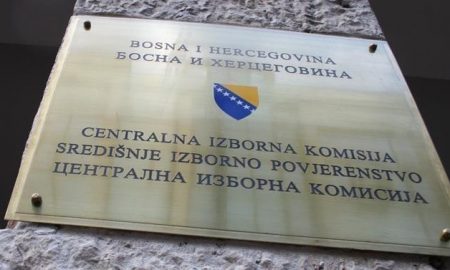 BOSNA I HERCEGOVINA
БОСНА И ХЕРЦЕГОВИНА
CENTRALNA IZBORNA KOMISIJA
SREDIŠNJE IZBORNO POVJERENSTVO
ЦЕНТРАЛНА ИЗБОРНА КОМИСИЈА